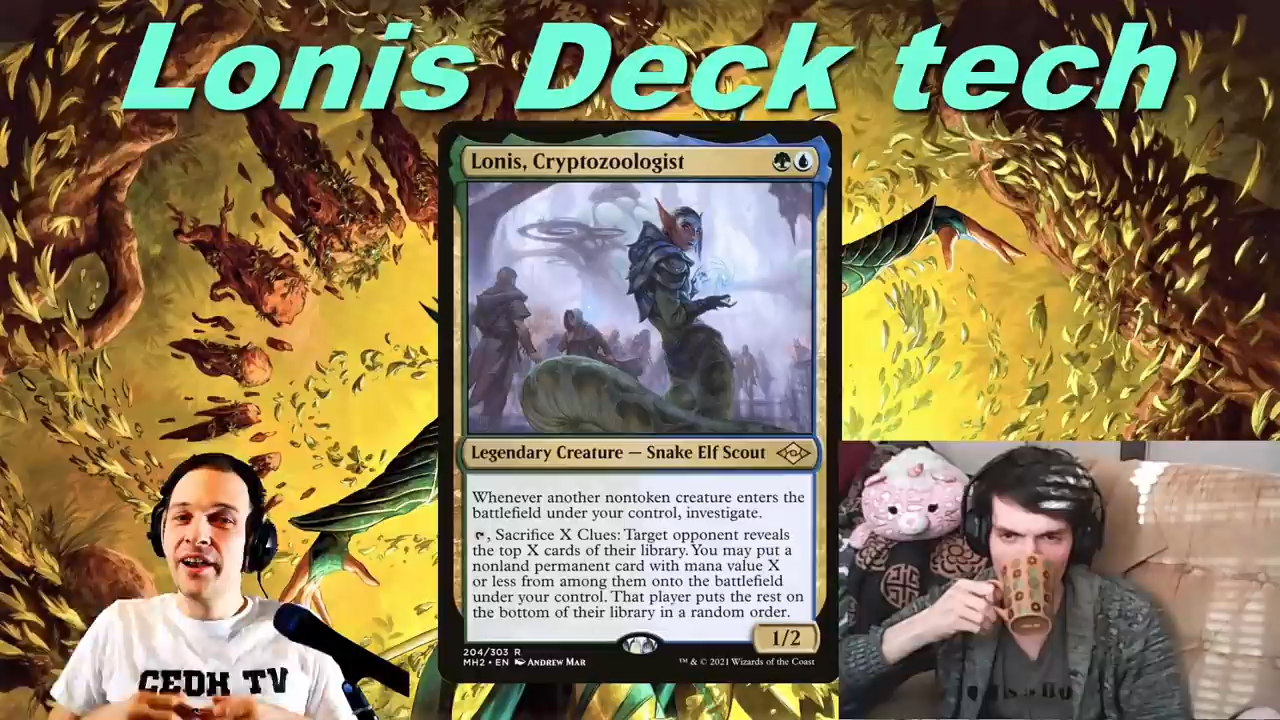 Lonis Deck tech
Lonis, Cryptozoologist
Legendary Creature — Snake Elf Scout
Whenever another nontoken creature enters the
battlefield under your control, investigate.
, Sacrifice X Clues: Target opponent reveals
the top X cards of their library. You may put a
nonland permanent card with mana value X
or less from among them onto the battlefield
under your control. That player puts the rest on
the bottom of their library in a random order.
1/2
204/303 R
MH2 • EN Andrew Mar
™ & © 2021 Wizards of the Coast
CEDH TV